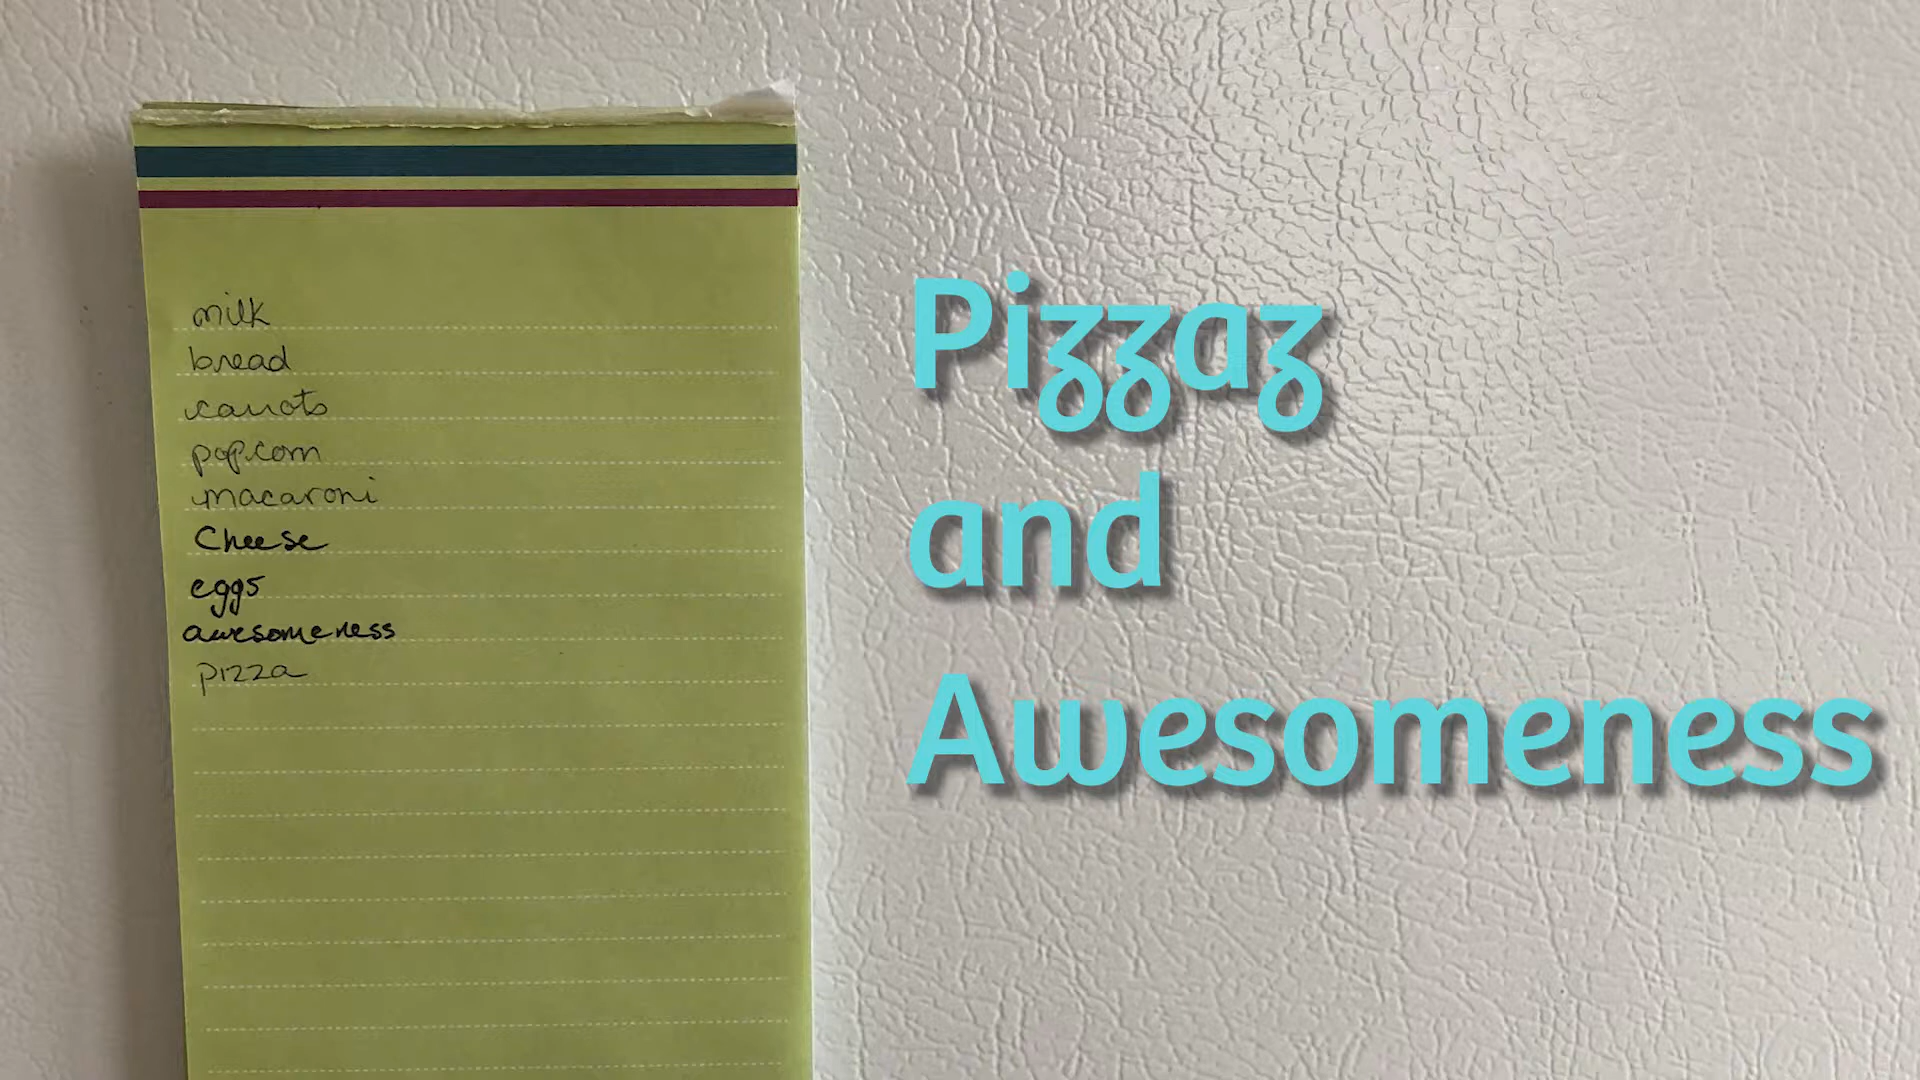 milk
bread
carrots
popcorn
macaroni
Cheese
eggs
awesomeness
pizza
Pizzaz
and
Awesomeness